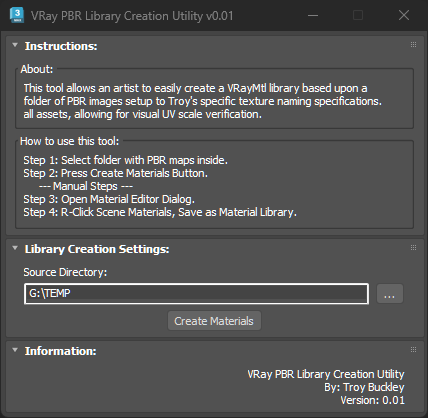 VRay PBR Library Creation Utility v0.01
Instructions:
About:
This tool allows an artist to easily create a VRayMtl library based upon a
folder of PBR images setup to Troy's specific texture naming specifications.
all assets, allowing for visual UV scale verification.
How to use this tool:
Step 1: Select folder with PBR maps inside.
Step 2: Press Create Materials Button.
--- Manual Steps ---
Step 3: Open Material Editor Dialog.
Step 4: R-Click Scene Materials, Save as Material Library.
Library Creation Settings:
Source Directory:
G:\TEMP
...
Create Materials
Information:
VRay PBR Library Creation Utility
By: Troy Buckley
Version: 0.01